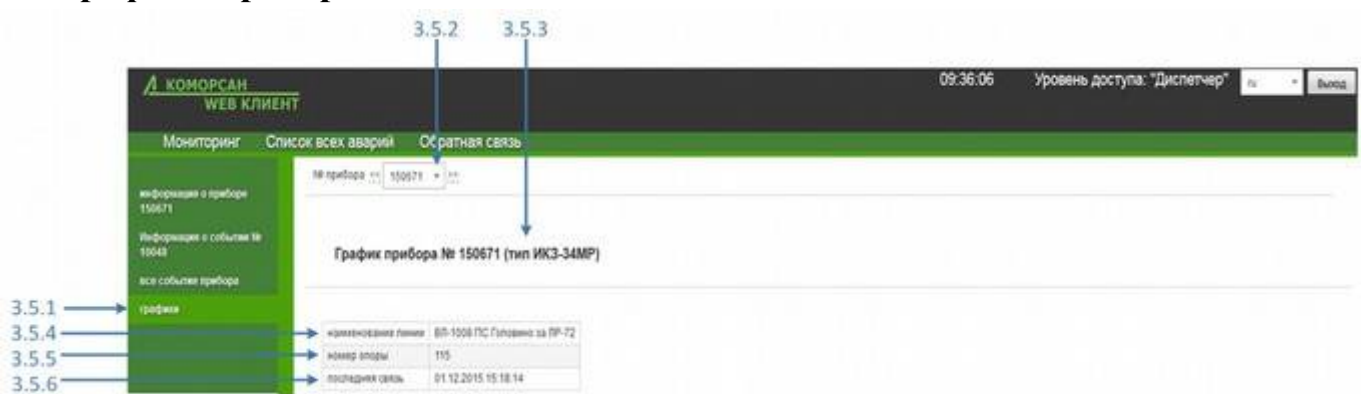 3.5.2 3.5.3
КОМОРСАН
WEB КЛИЕНТ
09:36:06 Уровень доступа: "Диспетчер" ru Выход
Мониторинг Список всех аварий Обратная связь
№ прибора << 150671 >>
информация о приборе
150671
Информация о событии №
10048
все события прибора
График прибора № 150671 (тип ИКЗ-34МР)
3.5.1 графики
3.5.4 наименование линии ВЛ-1008 ПС Головино за ПР-72
3.5.5 номер опоры 115
3.5.6 последняя связь 01.12.2015 15:18:14